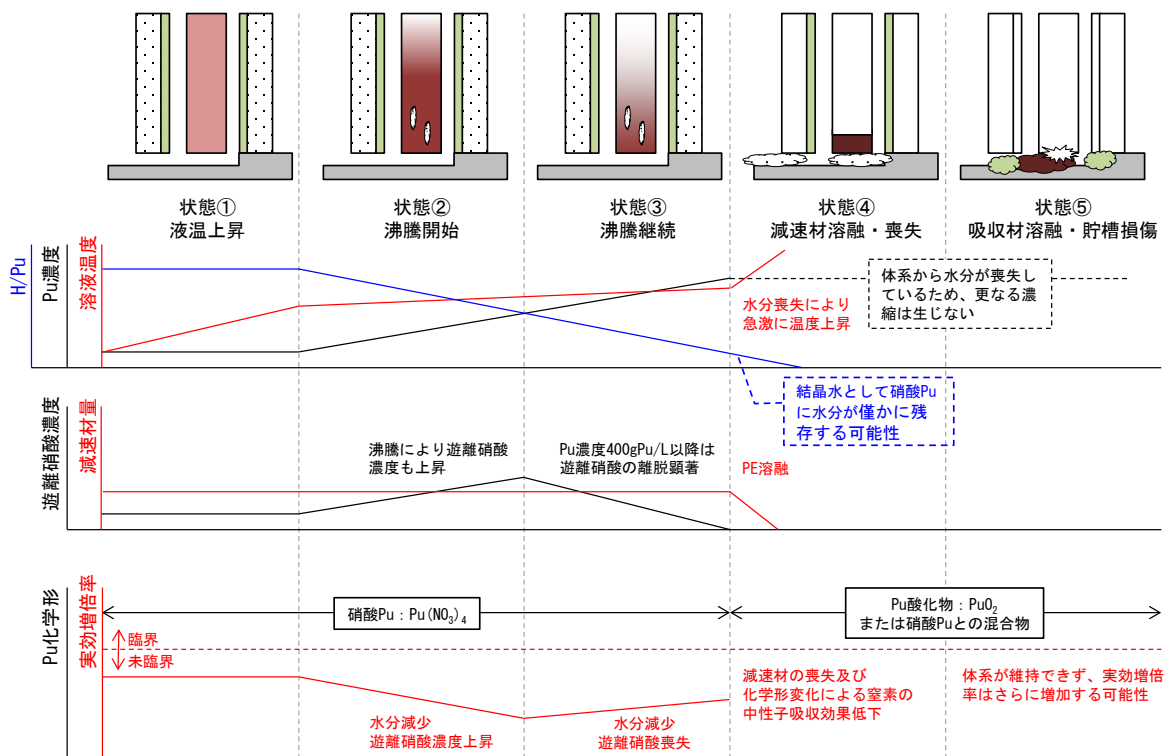 状態①
液温上昇
状態②
沸騰開始
状態③
沸騰継続
状態④
減速材溶融・喪失
状態⑤
吸収材溶融・貯槽損傷
H/Pu
Pu濃度
溶液温度
水分喪失により
急激に温度上昇
体系から水分が喪失し
ているため、更なる濃
縮は生じない
結晶水として硝酸Pu
に水分が僅かに残
存する可能性
遊離硝酸濃度
減速材量
沸騰により遊離硝酸
濃度も上昇
Pu濃度400gPu/L以降は
遊離硝酸の離脱顕著
PE溶融
Pu化学形
実効増倍率
硝酸Pu：Pu(NO₃)₄
Pu酸化物：PuO₂
または硝酸Puとの混合物
臨界
未臨界
水分減少
遊離硝酸濃度上昇
水分減少
遊離硝酸喪失
減速材の喪失及び
化学形変化による窒素の
中性子吸収効果低下
体系が維持できず、実効増倍
率はさらに増加する可能性